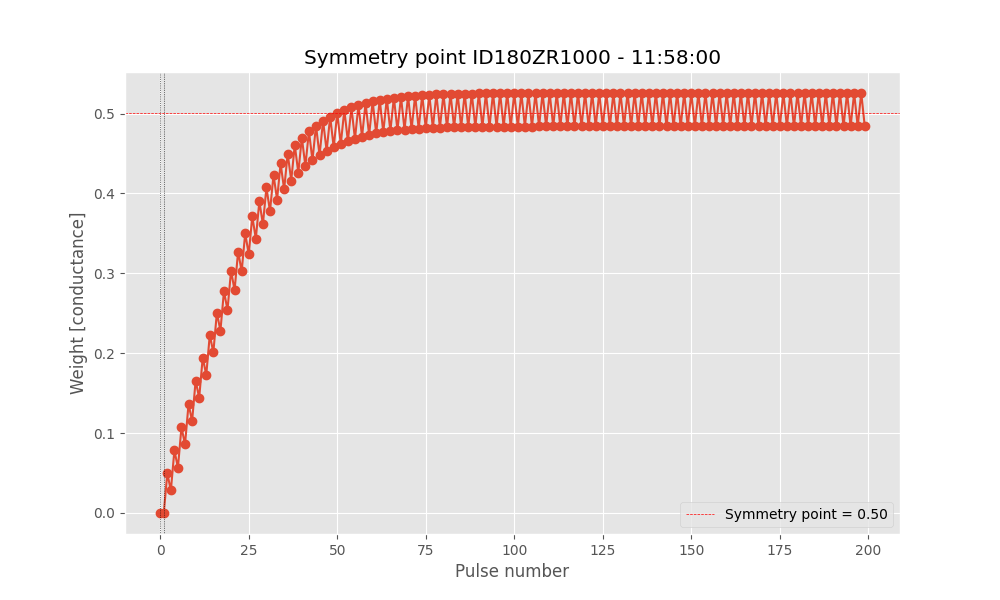 Symmetry point ID180ZR1000 - 11:58:00
Weight [conductance]
0.5
0.4
0.3
0.2
0.1
0.0
Symmetry point = 0.50
0 25 50 75 100 125 150 175 200
Pulse number